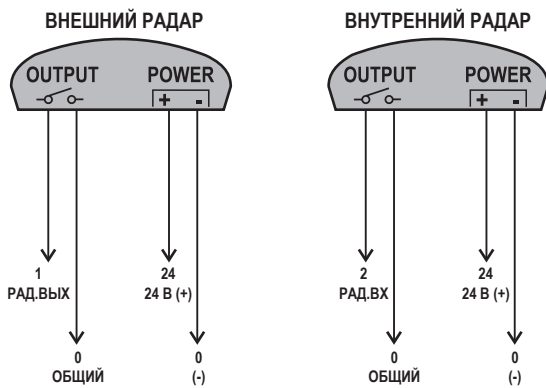 ВНЕШНИЙ РАДАР
OUTPUT POWER
+ -
1 24
РАД.ВЫХ 24 В (+)
0 0
ОБЩИЙ (-)
ВНУТРЕННИЙ РАДАР
OUTPUT POWER
+ -
2 24
РАД.ВХ 24 В (+)
0 0
ОБЩИЙ (-)